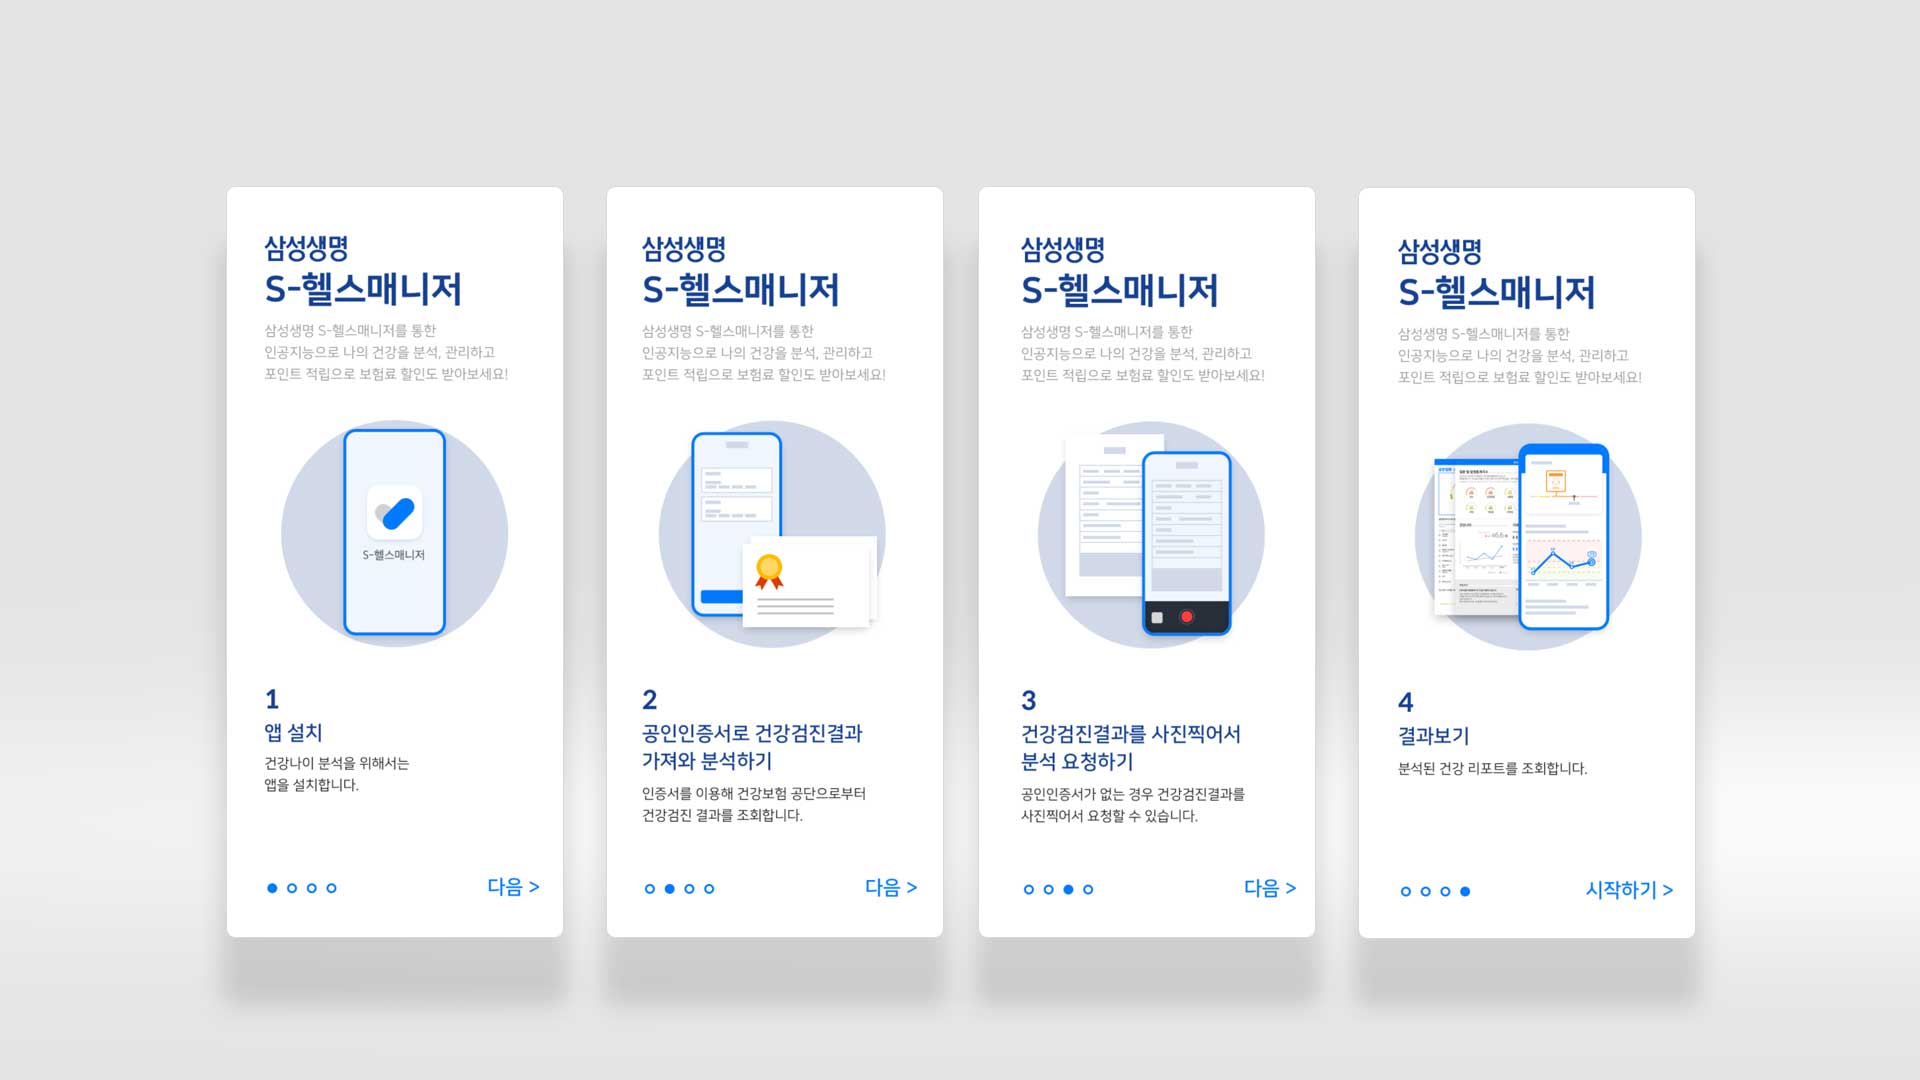 삼성생명
S-헬스매니저
삼성생명 S-헬스매니저를 통한
인공지능으로 나의 건강을 분석, 관리하고
포인트 적립으로 보험료 할인도 받아보세요!
S-헬스매니저
1
앱 설치
건강나이 분석을 위해서는
앱을 설치합니다.
다음 >
삼성생명
S-헬스매니저
삼성생명 S-헬스매니저를 통한
인공지능으로 나의 건강을 분석, 관리하고
포인트 적립으로 보험료 할인도 받아보세요!
2
공인인증서로 건강검진결과
가져와 분석하기
인증서를 이용해 건강보험 공단으로부터
건강검진 결과를 조회합니다.
다음 >
삼성생명
S-헬스매니저
삼성생명 S-헬스매니저를 통한
인공지능으로 나의 건강을 분석, 관리하고
포인트 적립으로 보험료 할인도 받아보세요!
3
건강검진결과를 사진찍어서
분석 요청하기
공인인증서가 없는 경우 건강검진결과를
사진찍어서 요청할 수 있습니다.
다음 >
삼성생명
S-헬스매니저
삼성생명 S-헬스매니저를 통한
인공지능으로 나의 건강을 분석, 관리하고
포인트 적립으로 보험료 할인도 받아보세요!
4
결과보기
분석된 건강 리포트를 조회합니다.
시작하기 >